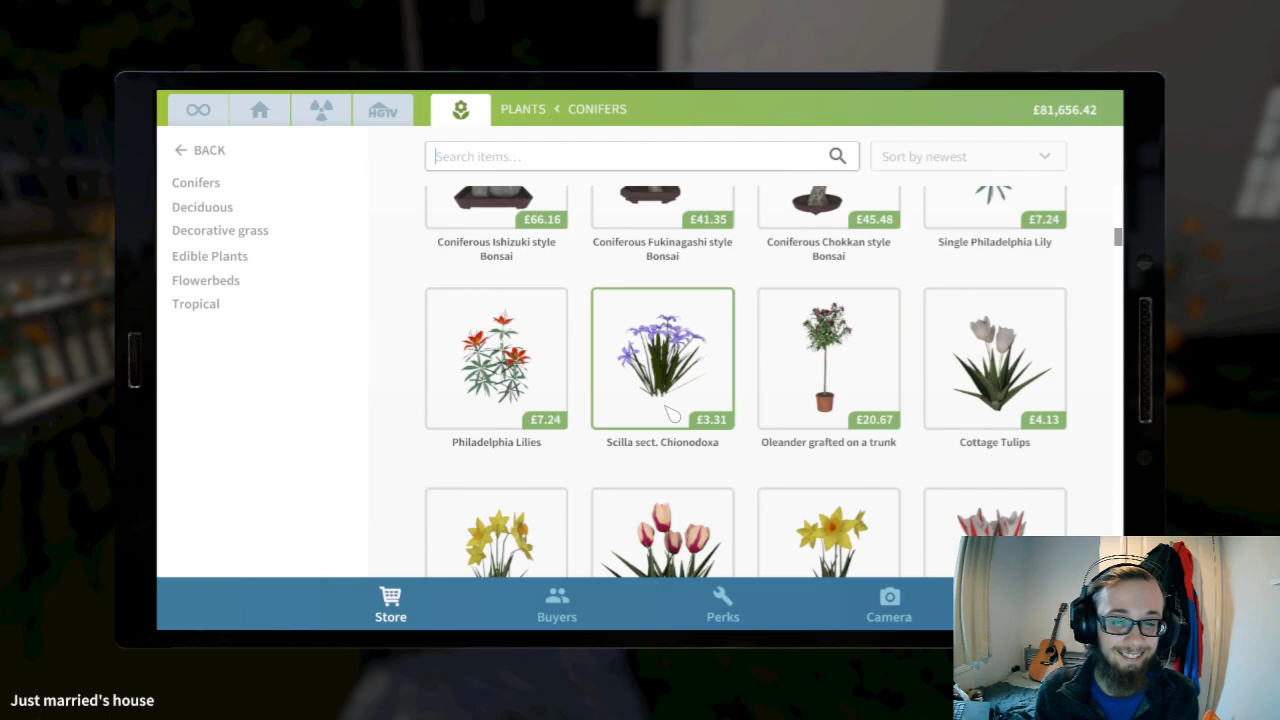 HGTV
PLANTS < CONIFERS
£81,656.42
BACK
Search items...
Sort by newest
Conifers
Deciduous
Decorative grass
Edible Plants
Flowerbeds
Tropical
£66.16
£41.35
£45.48
£7.24
Coniferous Ishizuki style
Bonsai
Coniferous Fukinagashi style
Bonsai
Coniferous Chokkan style
Bonsai
Single Philadelphia Lily
£7.24
£3.31
£20.67
£4.13
Philadelphia Lilies
Scilla sect. Chionodoxa
Oleander grafted on a trunk
Cottage Tulips
Store
Buyers
Perks
Camera
Just married's house